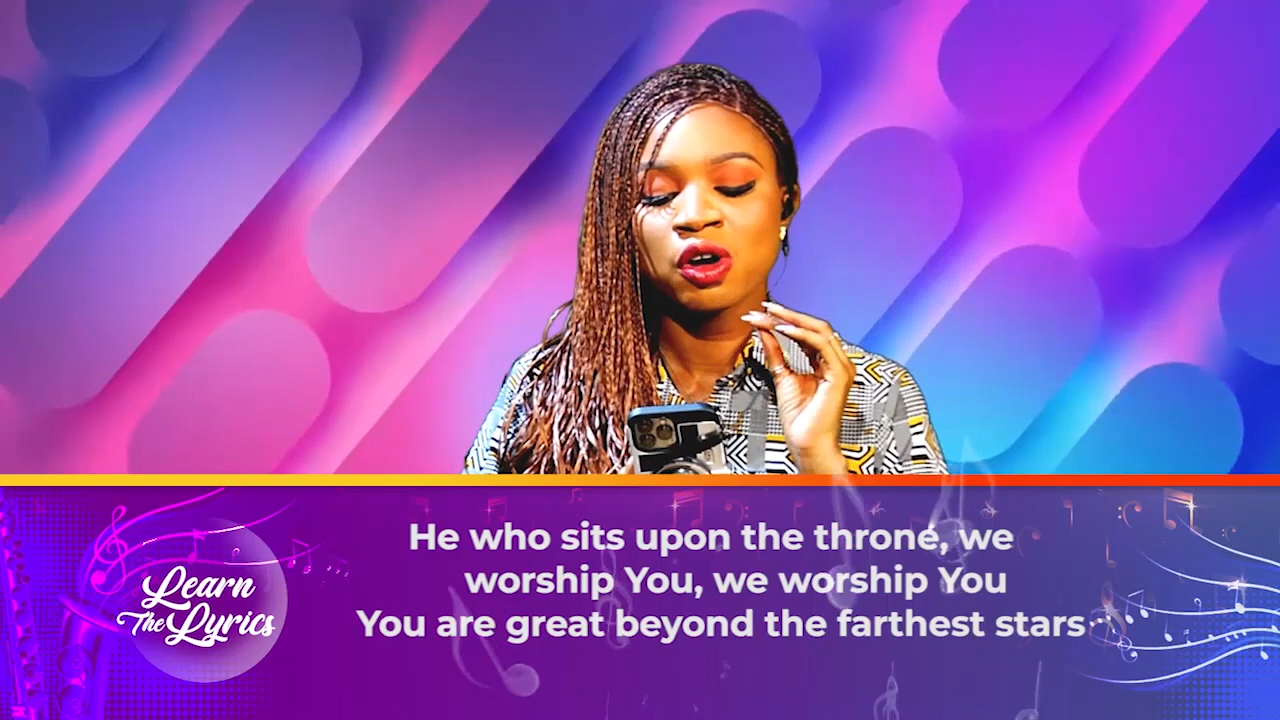 He who sits upon the throne, we
worship You, we worship You
You are great beyond the farthest stars
Learn
The Lyrics